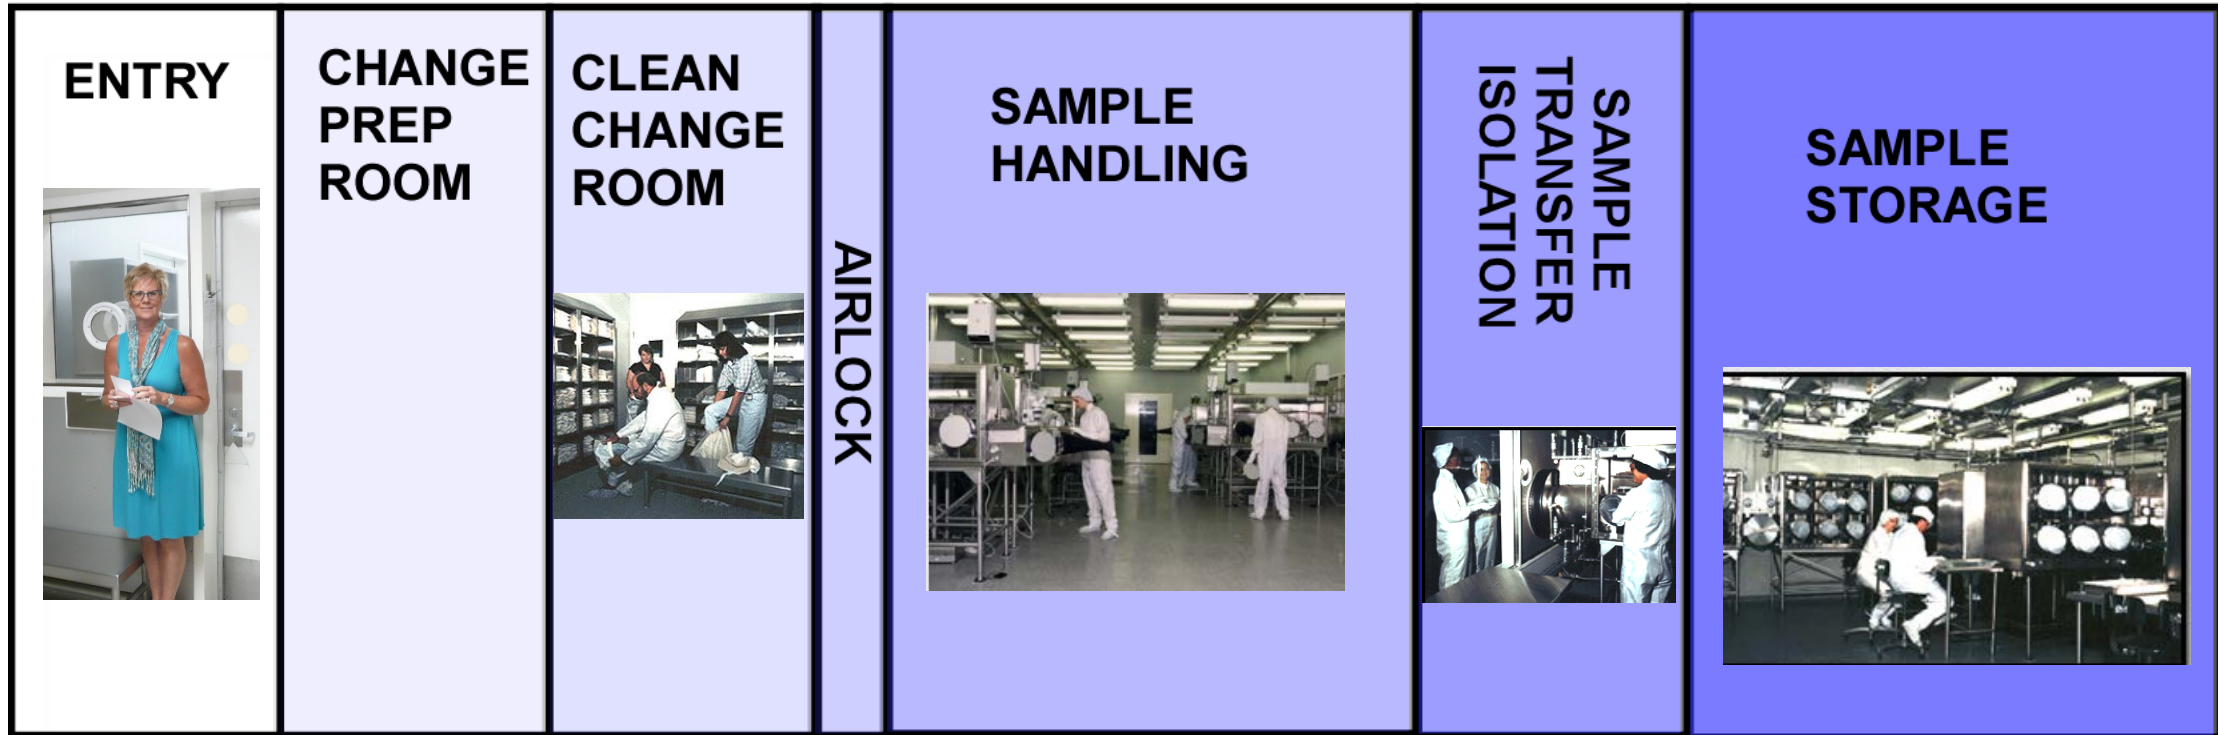 ENTRY
CHANGE
PREP
ROOM
CLEAN
CHANGE
ROOM
AIRLOCK
SAMPLE
HANDLING
SAMPLE
TRANSFER
ISOLATION
SAMPLE
STORAGE